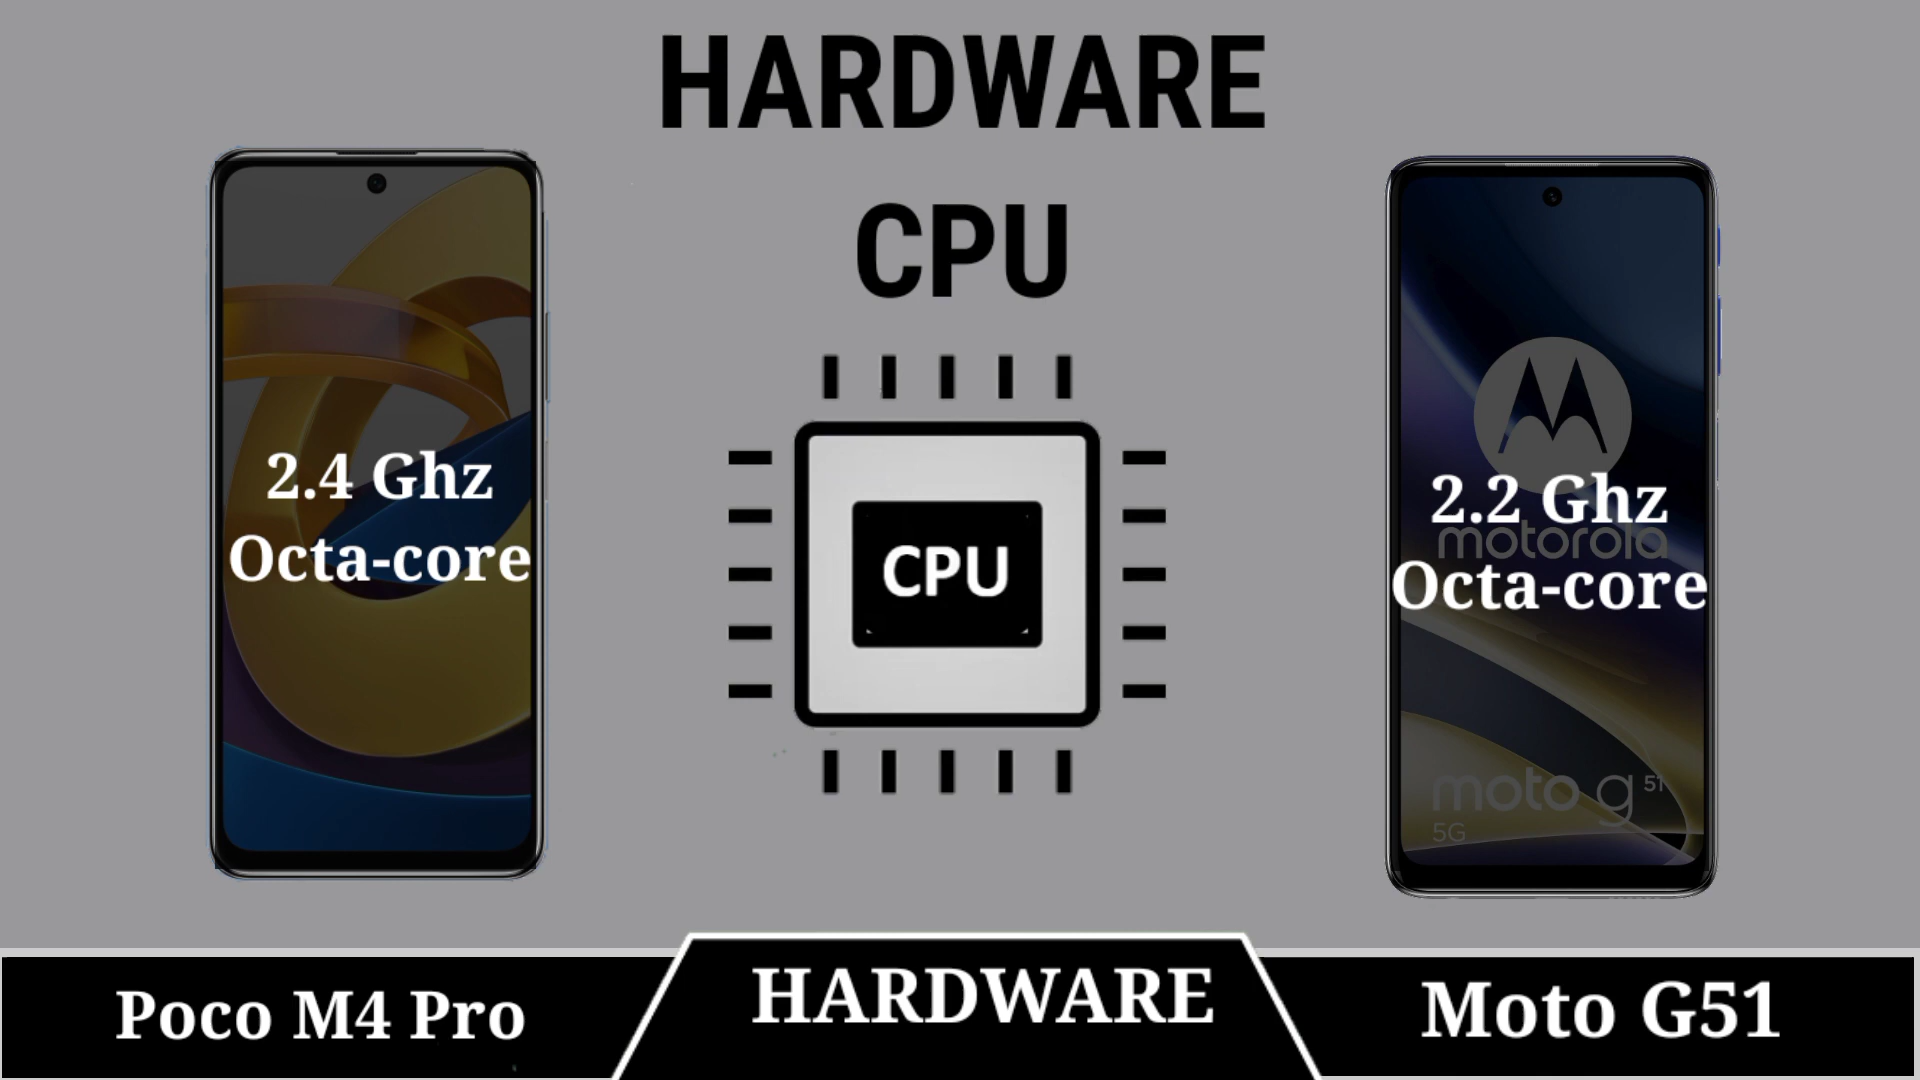 HARDWARE
CPU
2.4 Ghz
Octa-core
CPU
2.2 Ghz
motorola
Octa-core
moto g 51
5G
Poco M4 Pro
HARDWARE
Moto G51